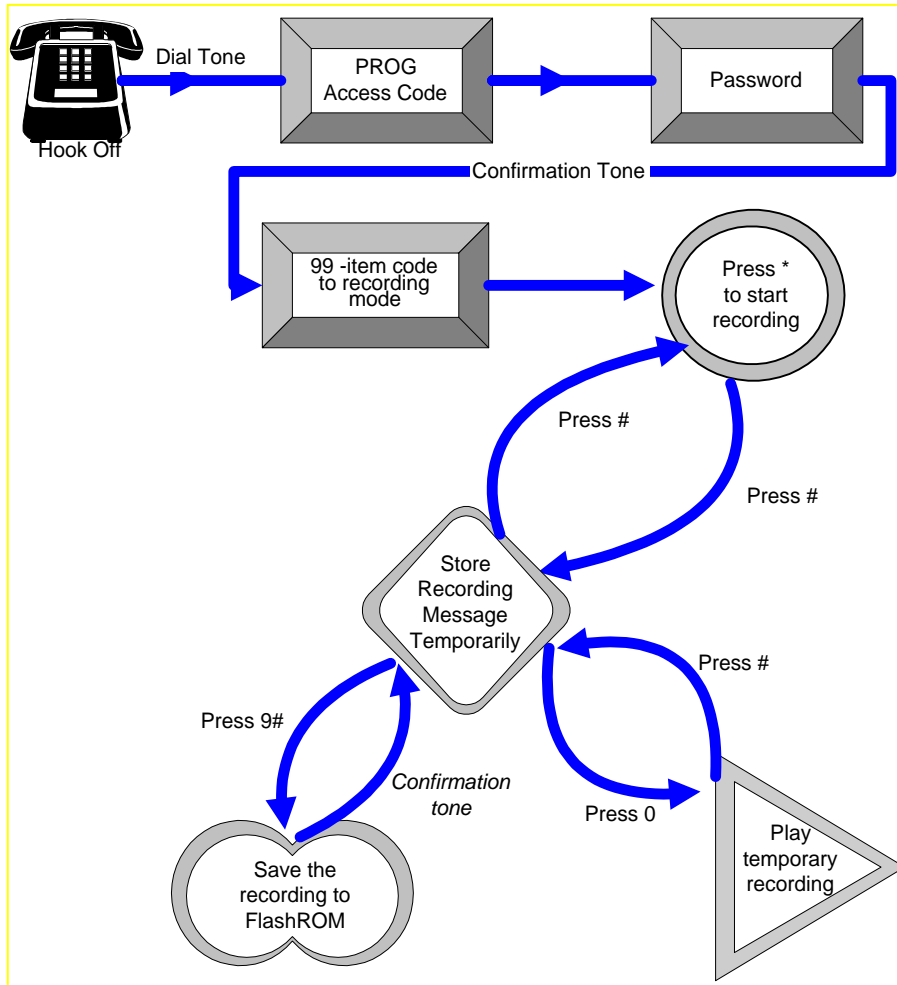 Dial Tone
PROG
Access Code
Password
Hook Off
Confirmation Tone
99 -item code
to recording
mode
Press *
to start
recording
Press #
Press #
Store
Recording
Message
Temporarily
Press #
Press 9#
Confirmation
tone
Press 0
Play
temporary
recording
Save the
recording to
FlashROM